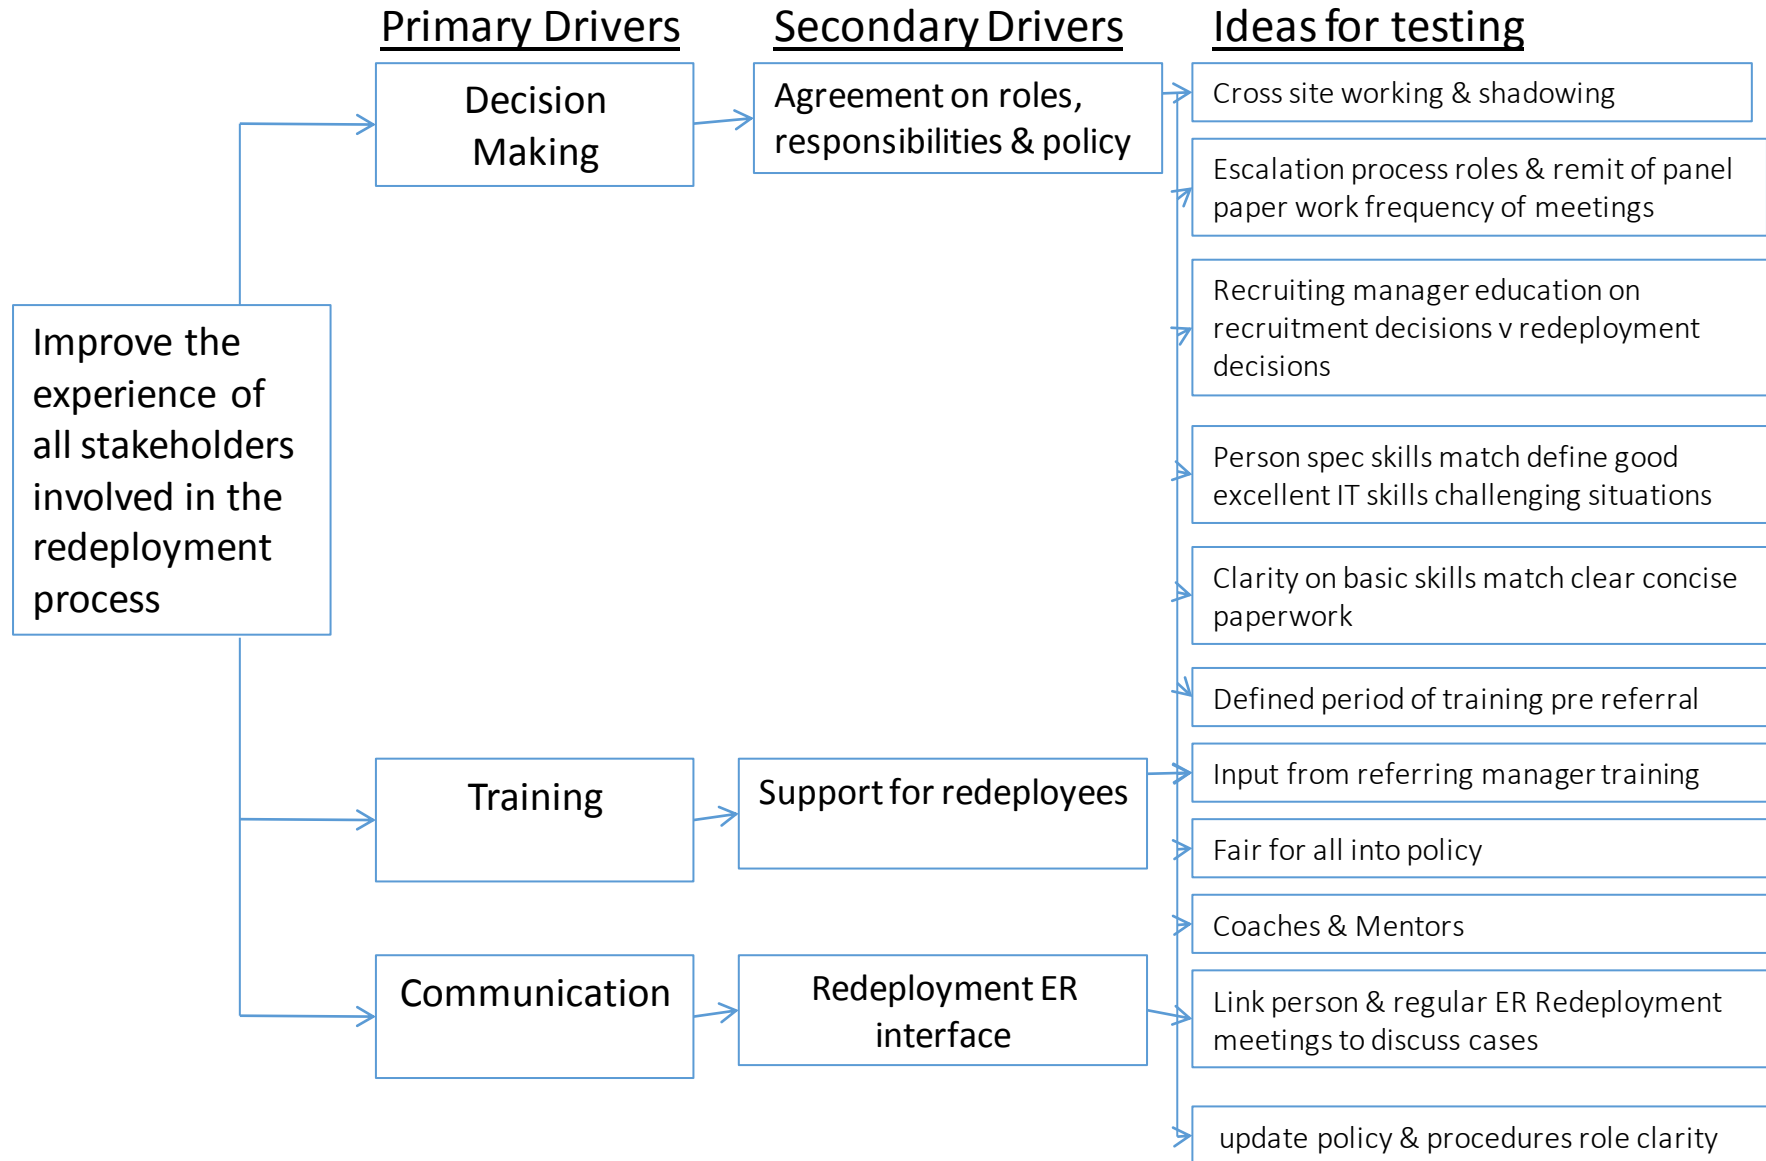 Primary Drivers
Secondary Drivers
Ideas for testing
Improve the
experience of
all stakeholders
involved in the
redeployment
process
Decision
Making
Agreement on roles,
responsibilities & policy
Training
Support for redeployees
Communication
Redeployment ER
interface
Cross site working & shadowing
Escalation process roles & remit of panel
paper work frequency of meetings
Recruiting manager education on
recruitment decisions v redeployment
decisions
Person spec skills match define good
excellent IT skills challenging situations
Clarity on basic skills match clear concise
paperwork
Defined period of training pre referral
Input from referring manager training
Fair for all into policy
Coaches & Mentors
Link person & regular ER Redeployment
meetings to discuss cases
update policy & procedures role clarity